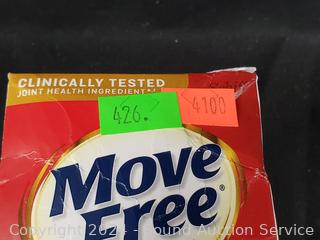 CLINICALLY TESTED
JOINT HEALTH INGREDIENT*
426.
4100
Move
Free®
Copyright 2024 - Sound Auction Service